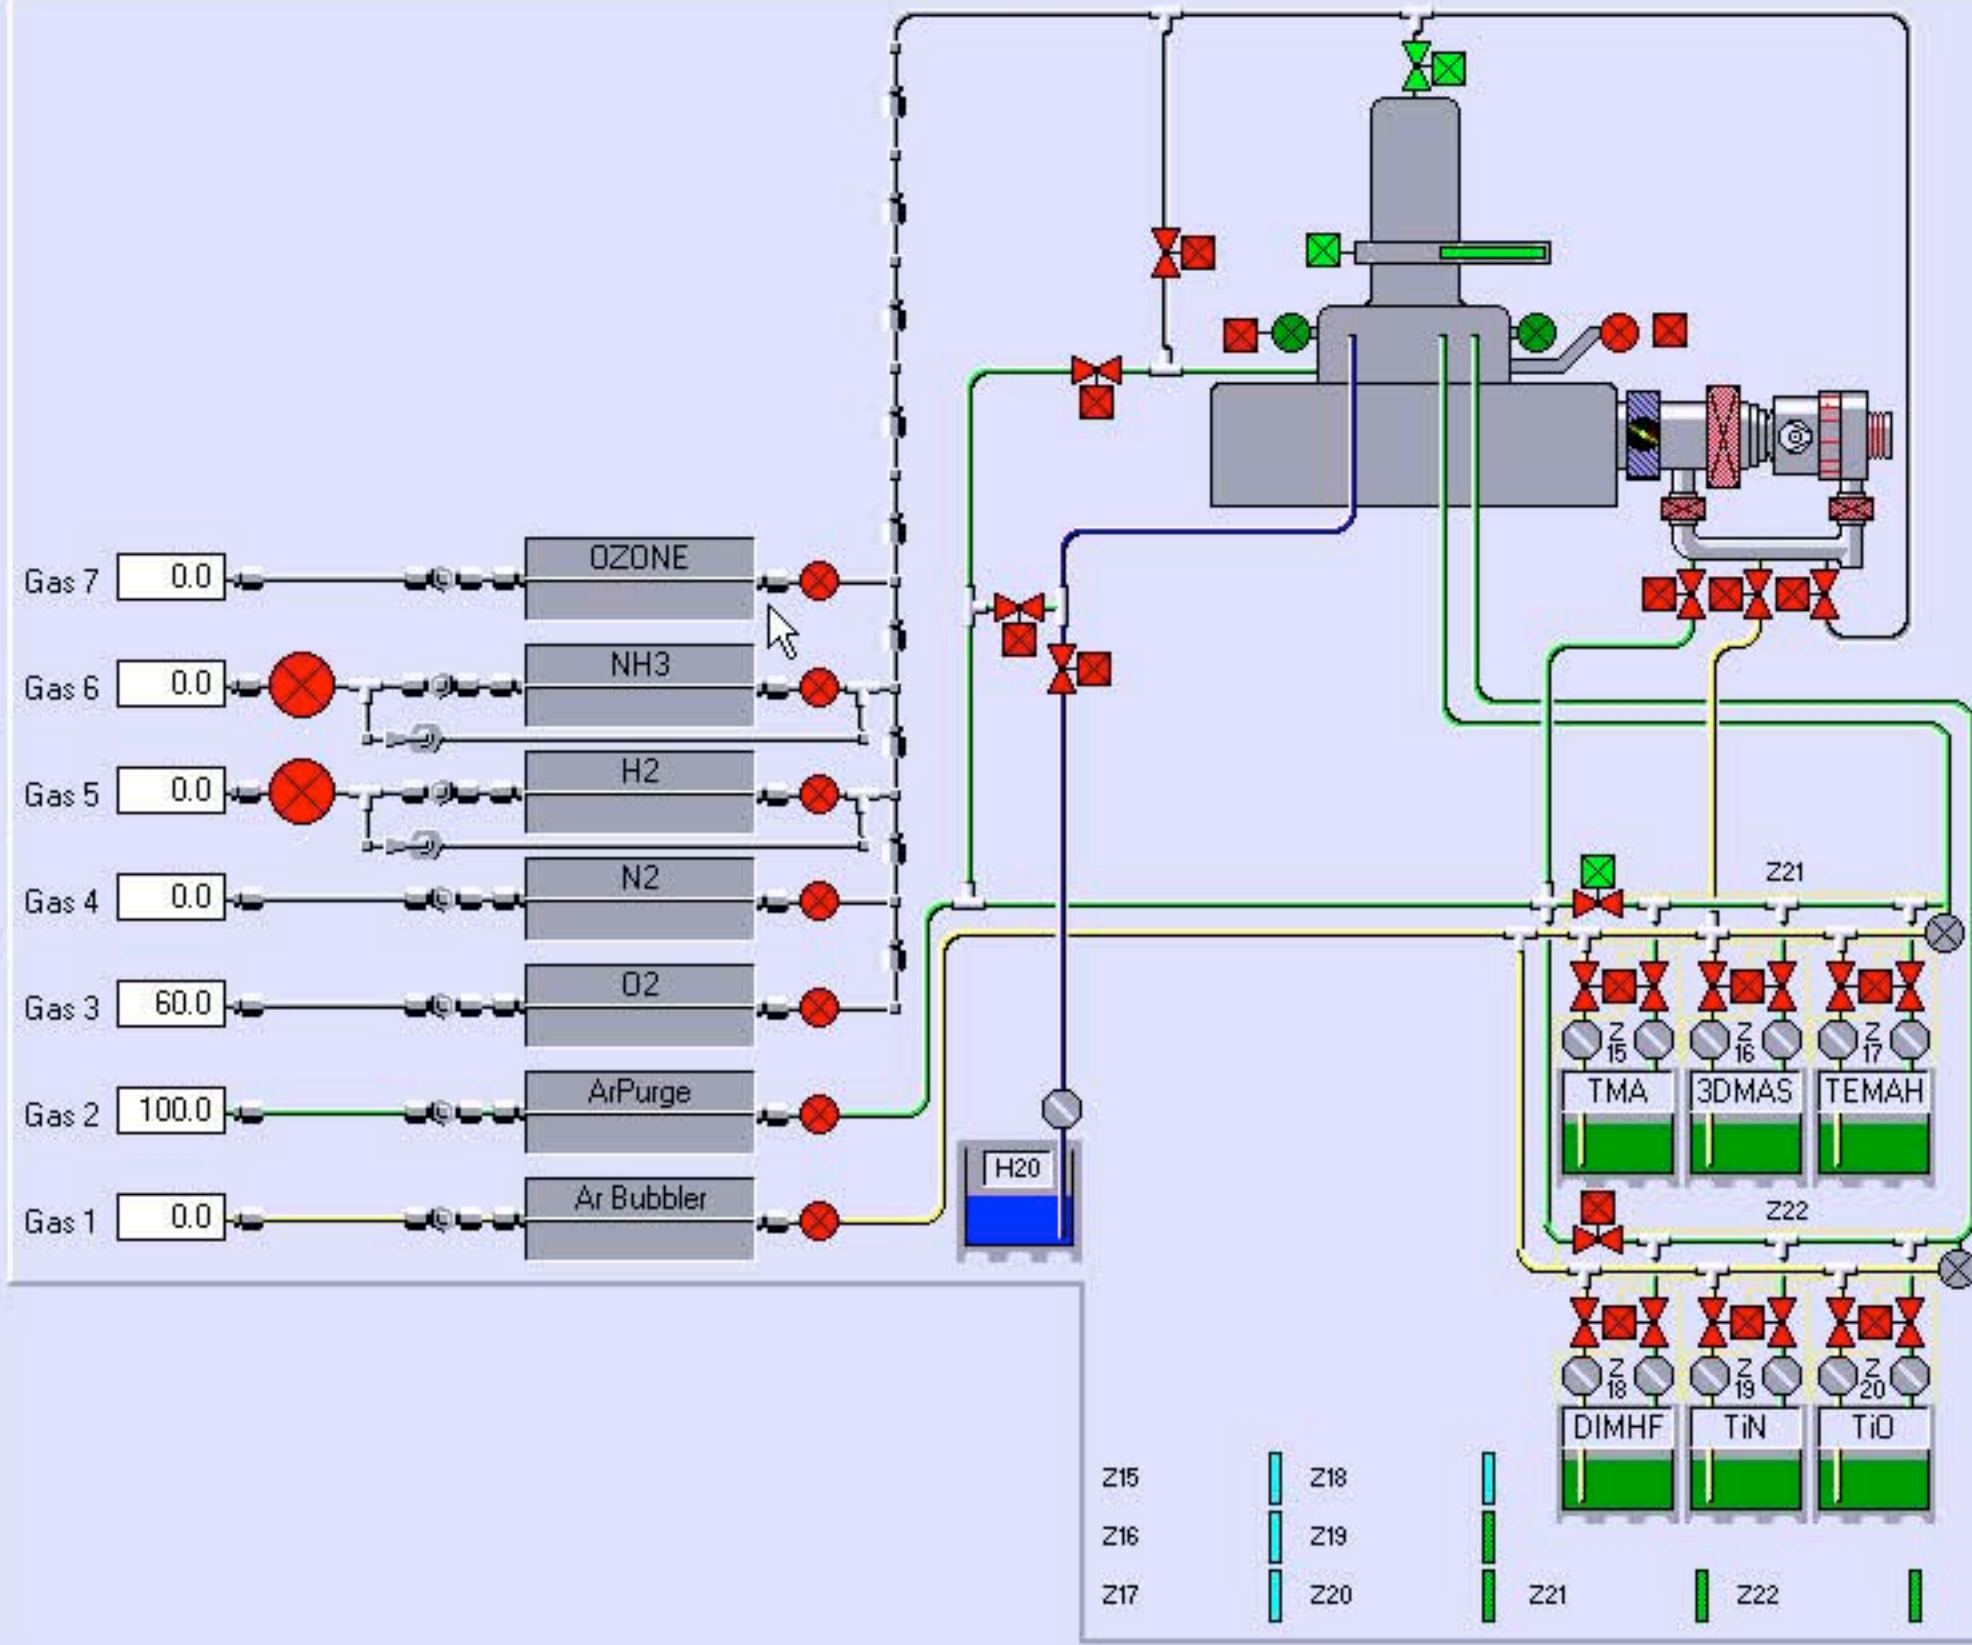 Gas 7 0.0 OZONE
Gas 6 0.0 NH3
Gas 5 0.0 H2
Gas 4 0.0 N2
Gas 3 60.0 O2
Gas 2 100.0 ArPurge
Gas 1 0.0 Ar Bubbler
H20
Z21
Z 15
Z 16
Z 17
TMA
3DMAS
TEMAH
Z22
Z 18
Z 19
Z 20
DIMHF
TiN
TiO
Z15 Z18
Z16 Z19
Z17 Z20 Z21 Z22